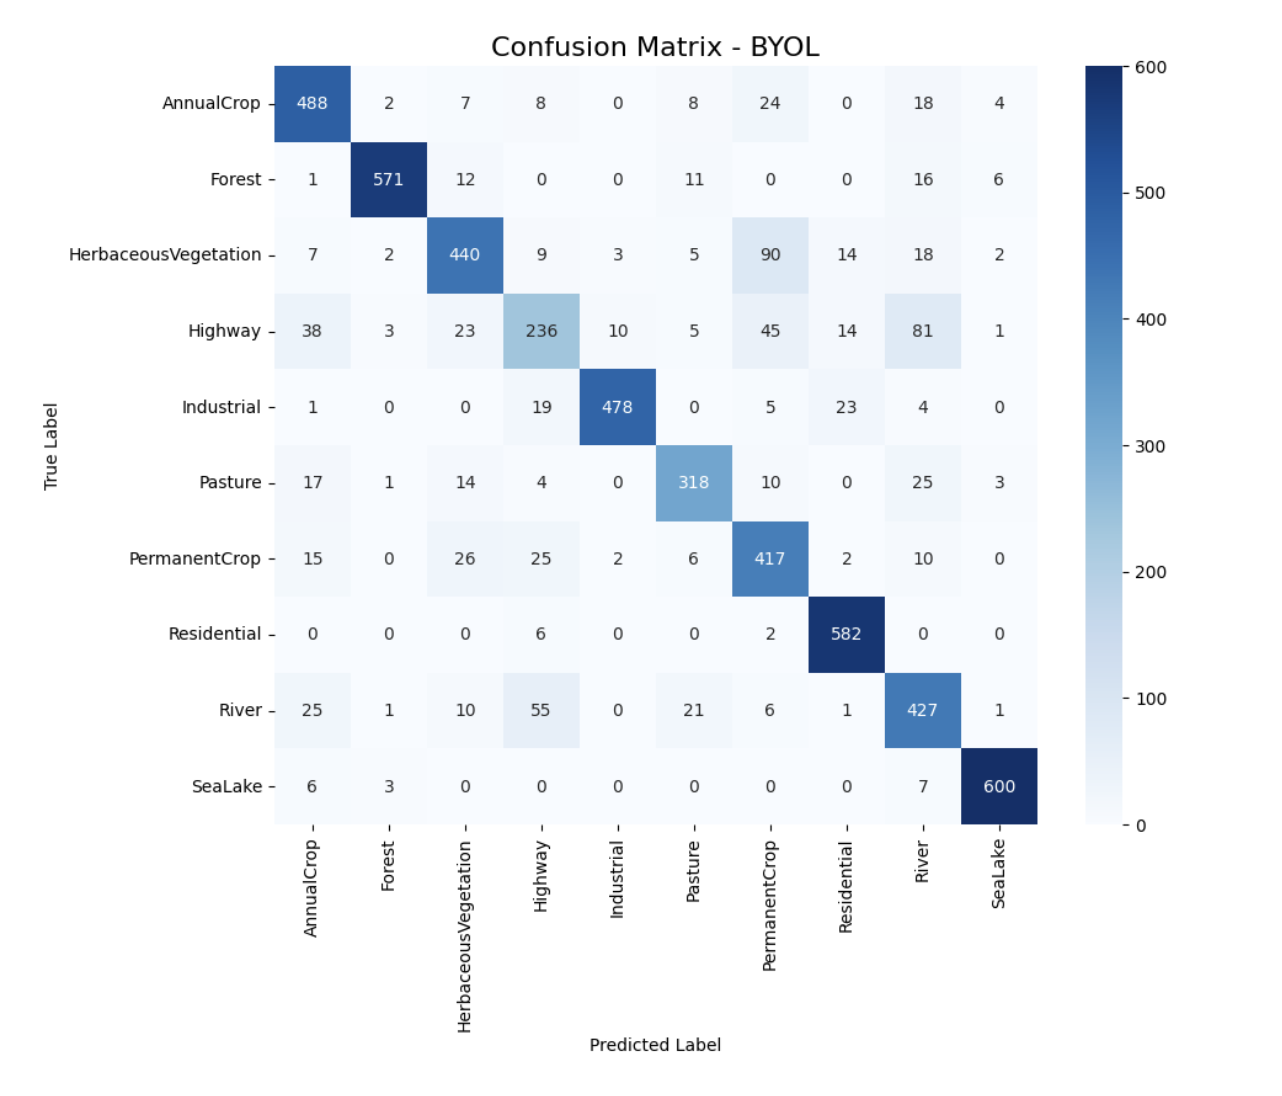 Confusion Matrix - BYOL
AnnualCrop 488 2 7 8 0 8 24 0 18 4
Forest 1 571 12 0 0 11 0 0 16 6
HerbaceousVegetation 7 2 440 9 3 5 90 14 18 2
Highway 38 3 23 236 10 5 45 14 81 1
Industrial 1 0 0 19 478 0 5 23 4 0
Pasture 17 1 14 4 0 318 10 0 25 3
PermanentCrop 15 0 26 25 2 6 417 2 10 0
Residential 0 0 0 6 0 0 2 582 0 0
River 25 1 10 55 0 21 6 1 427 1
SeaLake 6 3 0 0 0 0 0 0 7 600
True Label
AnnualCrop
Forest
HerbaceousVegetation
Highway
Industrial
Pasture
PermanentCrop
Residential
River
SeaLake
Predicted Label
600
500
400
300
200
100
0